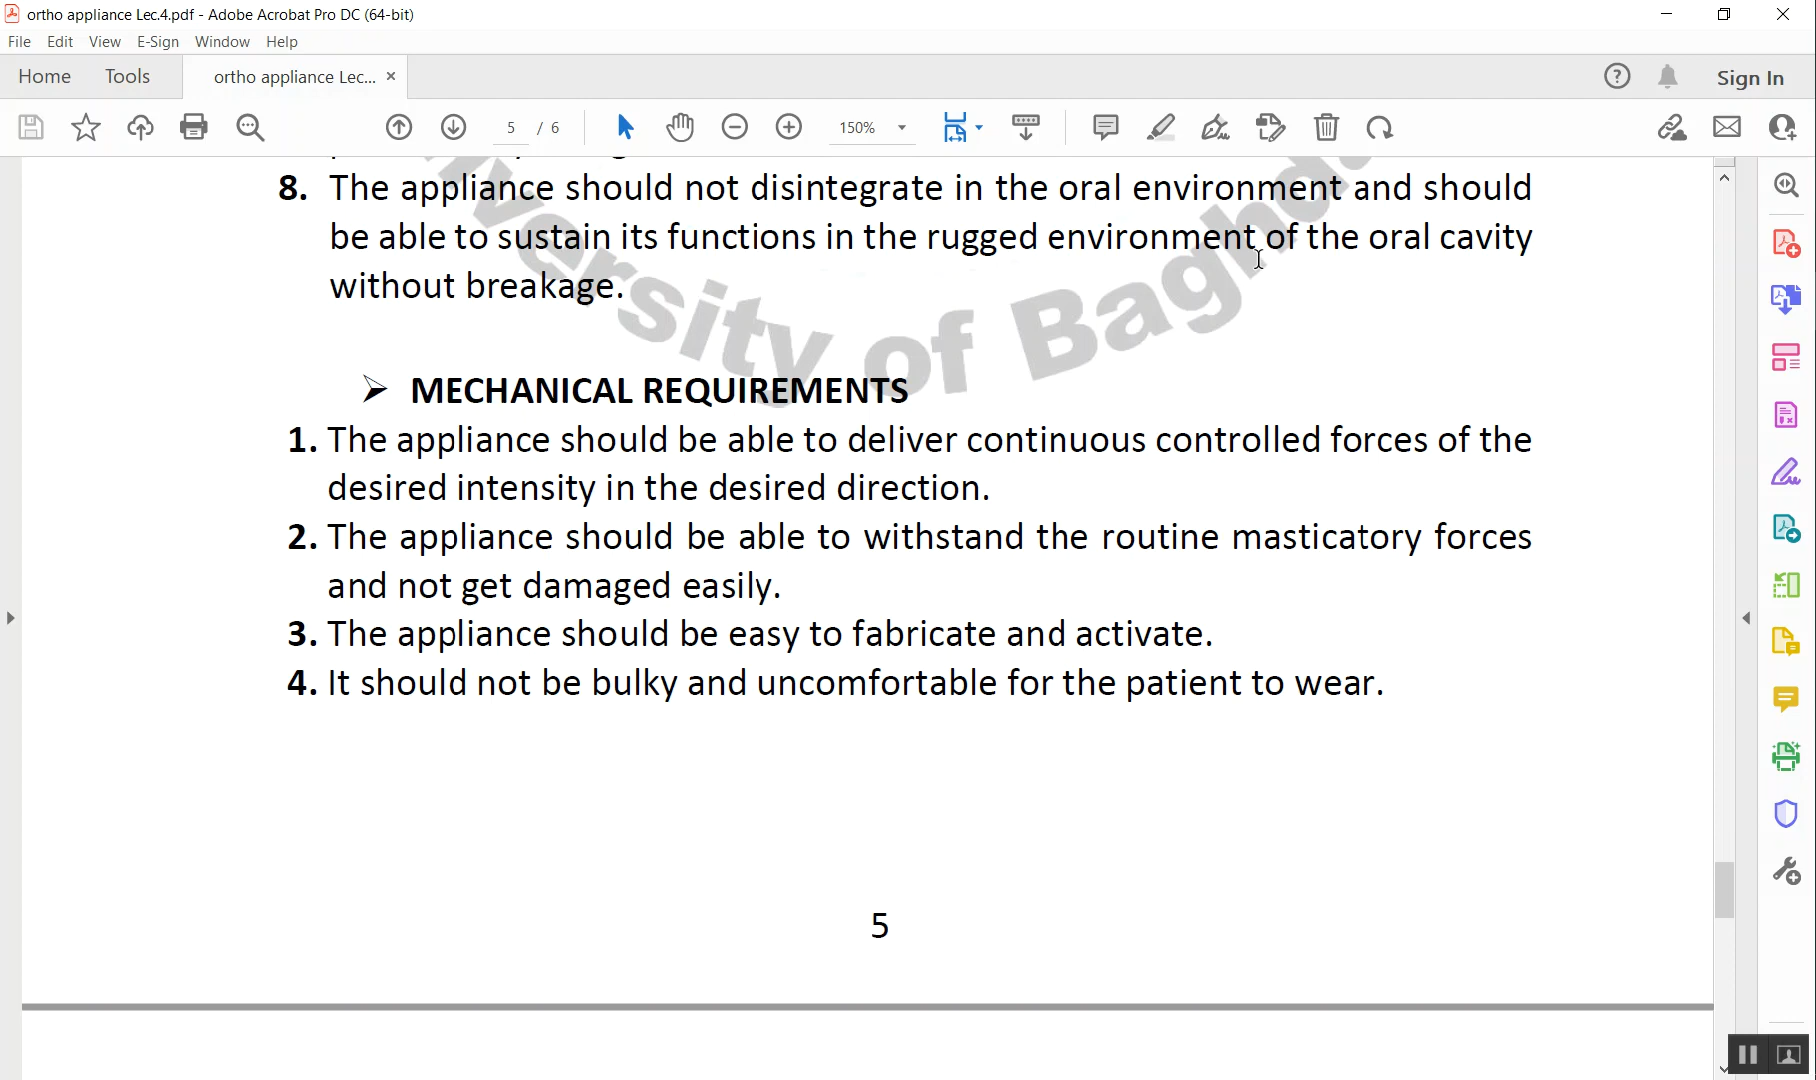 ortho appliance Lec.4.pdf - Adobe Acrobat Pro DC (64-bit)
File Edit View E-Sign Window Help
Home Tools ortho appliance Lec... × Sign In
5 / 6 150%
8. The appliance should not disintegrate in the oral environment and should
be able to sustain its functions in the rugged environment of the oral cavity
without breakage.
University of Baghdad
MECHANICAL REQUIREMENTS
1. The appliance should be able to deliver continuous controlled forces of the
desired intensity in the desired direction.
2. The appliance should be able to withstand the routine masticatory forces
and not get damaged easily.
3. The appliance should be easy to fabricate and activate.
4. It should not be bulky and uncomfortable for the patient to wear.
5